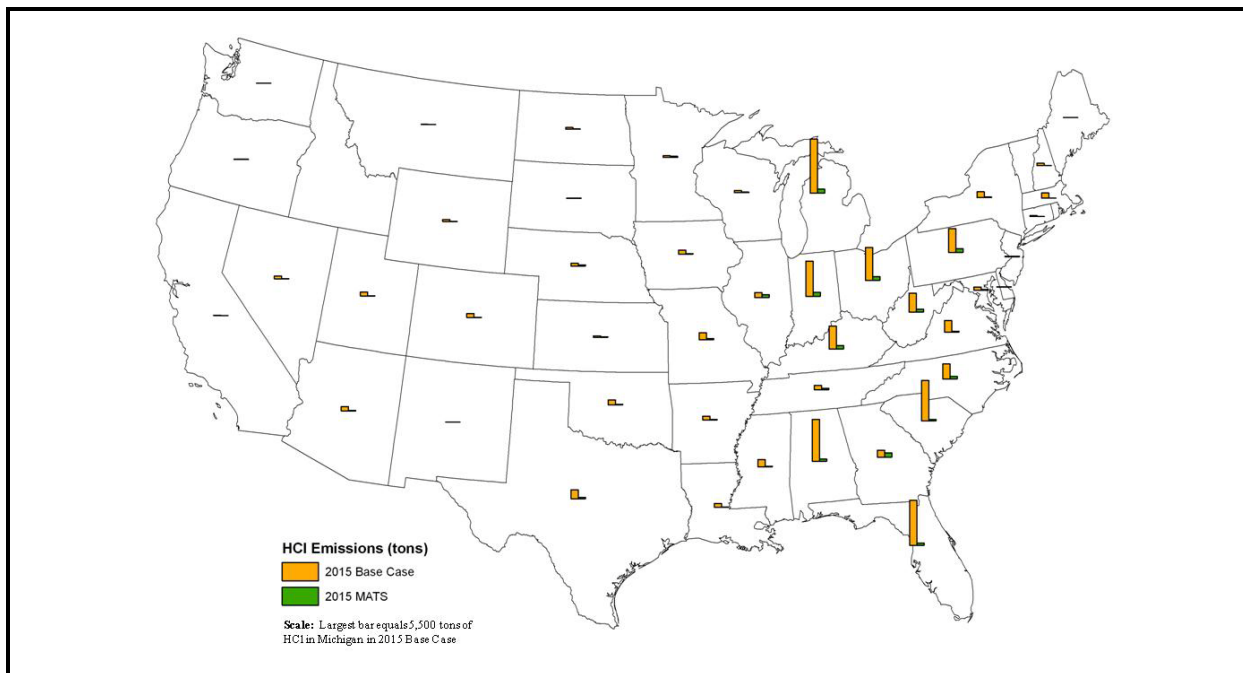 HCl Emissions (tons)
2015 Base Case
2015 MATS
Scale: Largest bar equals 5,500 tons of
HCl in Michigan in 2015 Base Case